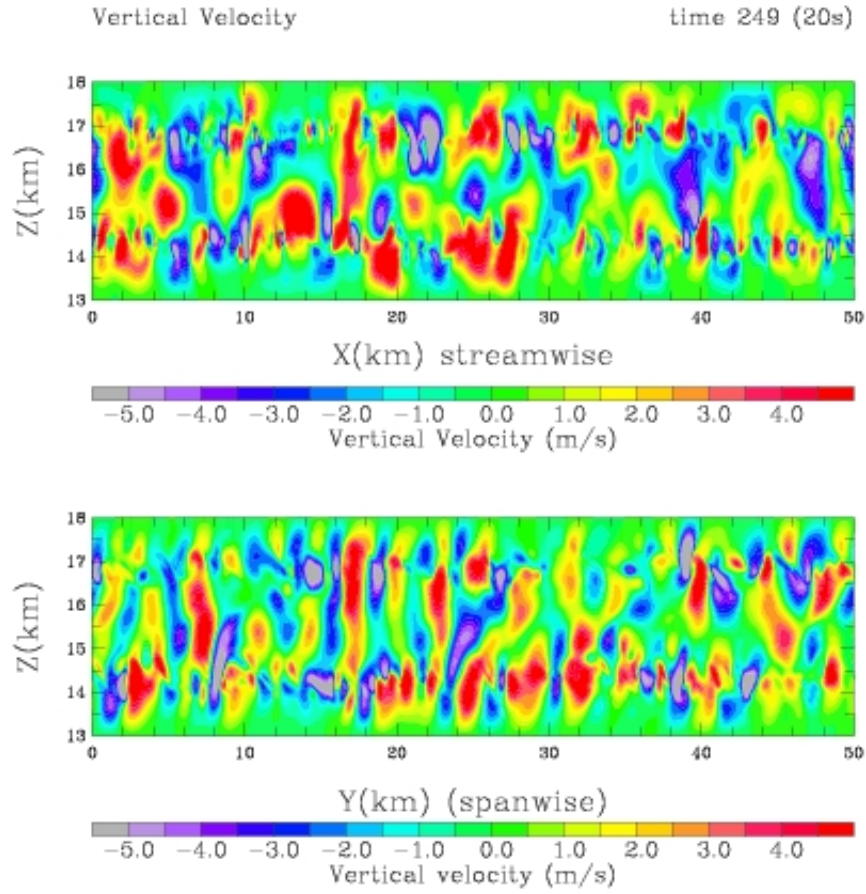 Vertical Velocity time 249 (20s)
18
17
16
15
14
13
Z(km)
0 10 20 30 40 50
X(km) streamwise
−5.0 −4.0 −3.0 −2.0 −1.0 0.0 1.0 2.0 3.0 4.0
Vertical Velocity (m/s)
18
17
16
15
14
13
Z(km)
0 10 20 30 40 50
Y(km) (spanwise)
−5.0 −4.0 −3.0 −2.0 −1.0 0.0 1.0 2.0 3.0 4.0
Vertical velocity (m/s)